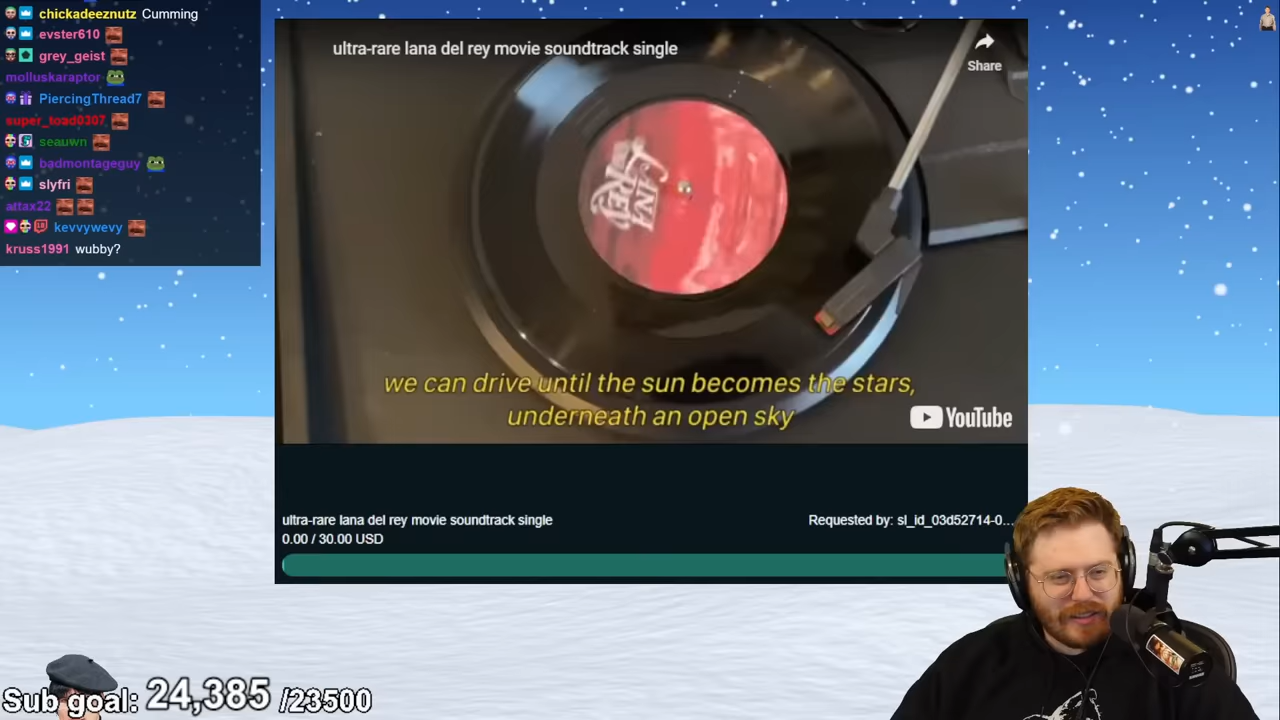 chickadeeznutz Cumming
evster610
grey_geist
molluskaraptor
PiercingThread7
super_toad0307
seauwn
badmontageguy
slyfri
attax22
kevvywevy
kruss1991 wubby?
ultra-rare lana del rey movie soundtrack single
Share
LANA
DEL
REY
we can drive until the sun becomes the stars,
underneath an open sky
YouTube
ultra-rare lana del rey movie soundtrack single
Requested by: sl_id_03d52714-0...
0.00 / 30.00 USD
Sub goal: 24,385 /23500